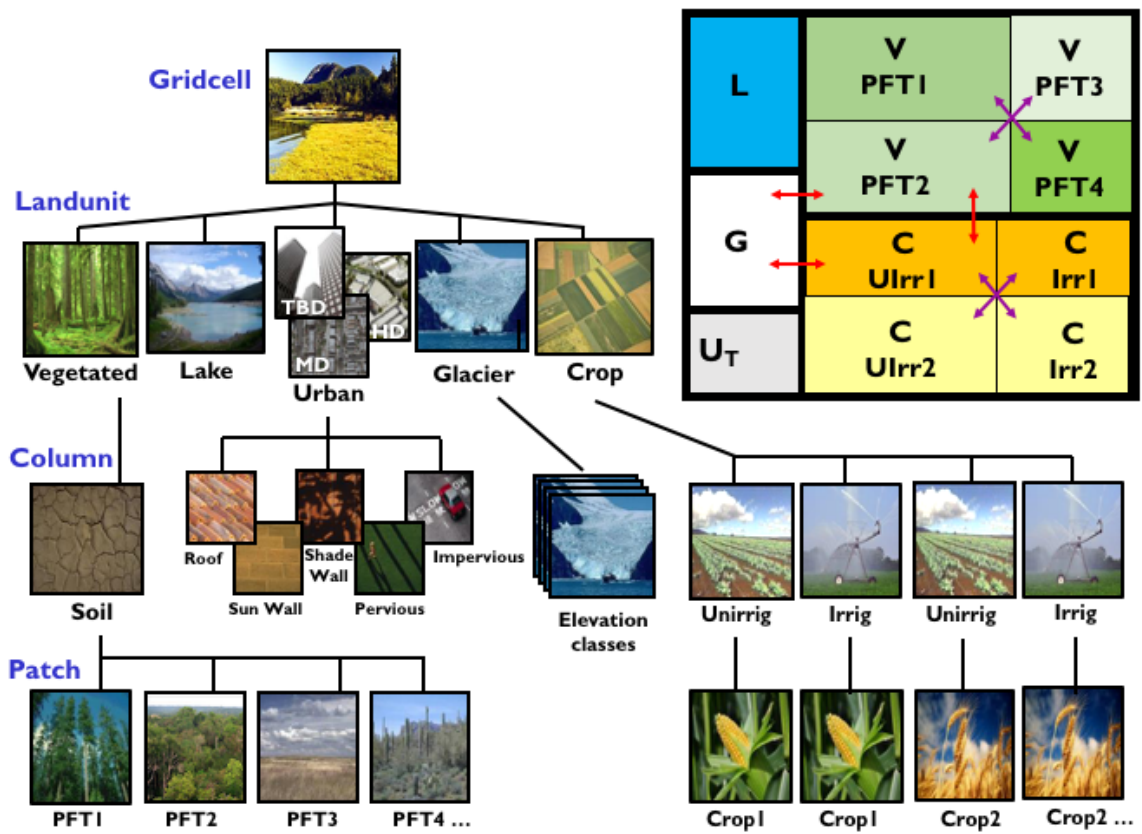 Gridcell
Landunit
TBD
HD
MD
Vegetated
Lake
Urban
Glacier
Crop
L
G
U_T
V
PFT1
V
PFT3
V
PFT2
V
PFT4
C
UIrr1
C
Irr1
C
UIrr2
C
Irr2
Column
Soil
Roof
Sun Wall
Shade
Wall
Pervious
SLOW
Impervious
Elevation
classes
Unirrig
Irrig
Unirrig
Irrig
Patch
PFT1
PFT2
PFT3
PFT4 ...
Crop1
Crop1
Crop2
Crop2 ...